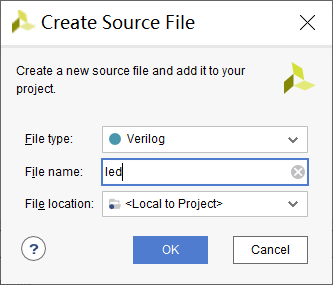 Create Source File
Create a new source file and add it to your
project.
File type: Verilog
File name: led
File location: <Local to Project>
? OK Cancel